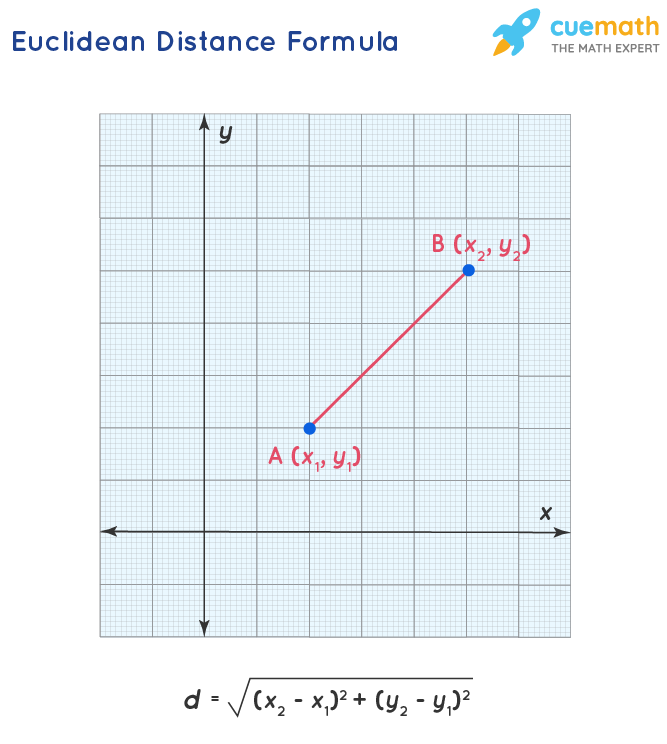 Euclidean Distance Formula
cuemath
THE MATH EXPERT
y
B (x₂, y₂)
A (x₁, y₁)
x
d = √(x₂ - x₁)² + (y₂ - y₁)²